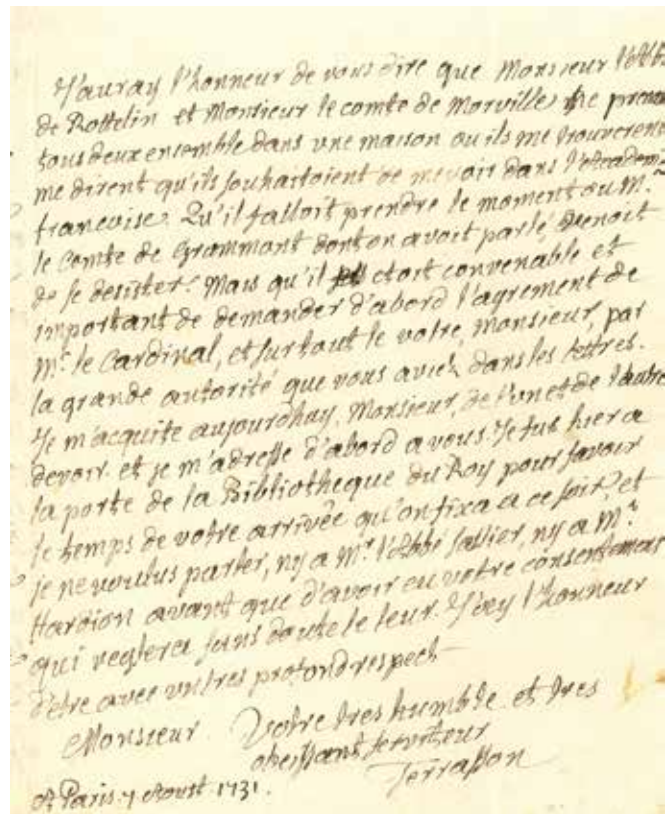 J'auray l'honneur de vous dire que Monsieur l'Abbé
de Rottelin et Monsieur le comte de Morville me prenant
tous deux ensemble dans une maison ou ils me trouverent
me dirent qu'ils souhaitoient de me voir dans l'Academie
francoise. Qu'il falloit prendre le moment ou M.r
le Comte de Grammont dont on avoit parlé, venoit
de se desister. Mais qu'il etoit convenable et
important de demander d'abord l'agrement de
M.r le Cardinal, et surtout le votre, Monsieur, par
la grande autorité que vous aviez dans les lettres.
Je m'acquite aujourdhuy, Monsieur, de l'un et de l'autre
devoir. et je m'adresse d'abord a vous. Je fus hier a
la porte de la Bibliotheque du Roy pour savoir
le temps de votre arrivée qu'on fixa a ce soir, et
je ne voulus parler, ny a M.r l'Abbé Sallier, ny a M.r
Hardion avant que d'avoir eu votre consentement
qui reglera sans doute le leur. J'ay l'honneur
d'etre avec un tres profond respect
Monsieur Votre tres humble et tres
obeissant serviteur
Terrasson
A Paris 7 Aoust 1731.